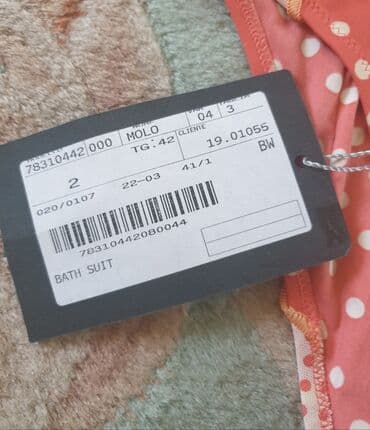 78310442 000 MOLO 04 3
TG.42 CLIENTE
2 19.01055
020/0107 22-03 41/1 BW
78310442080044
BATH SUIT